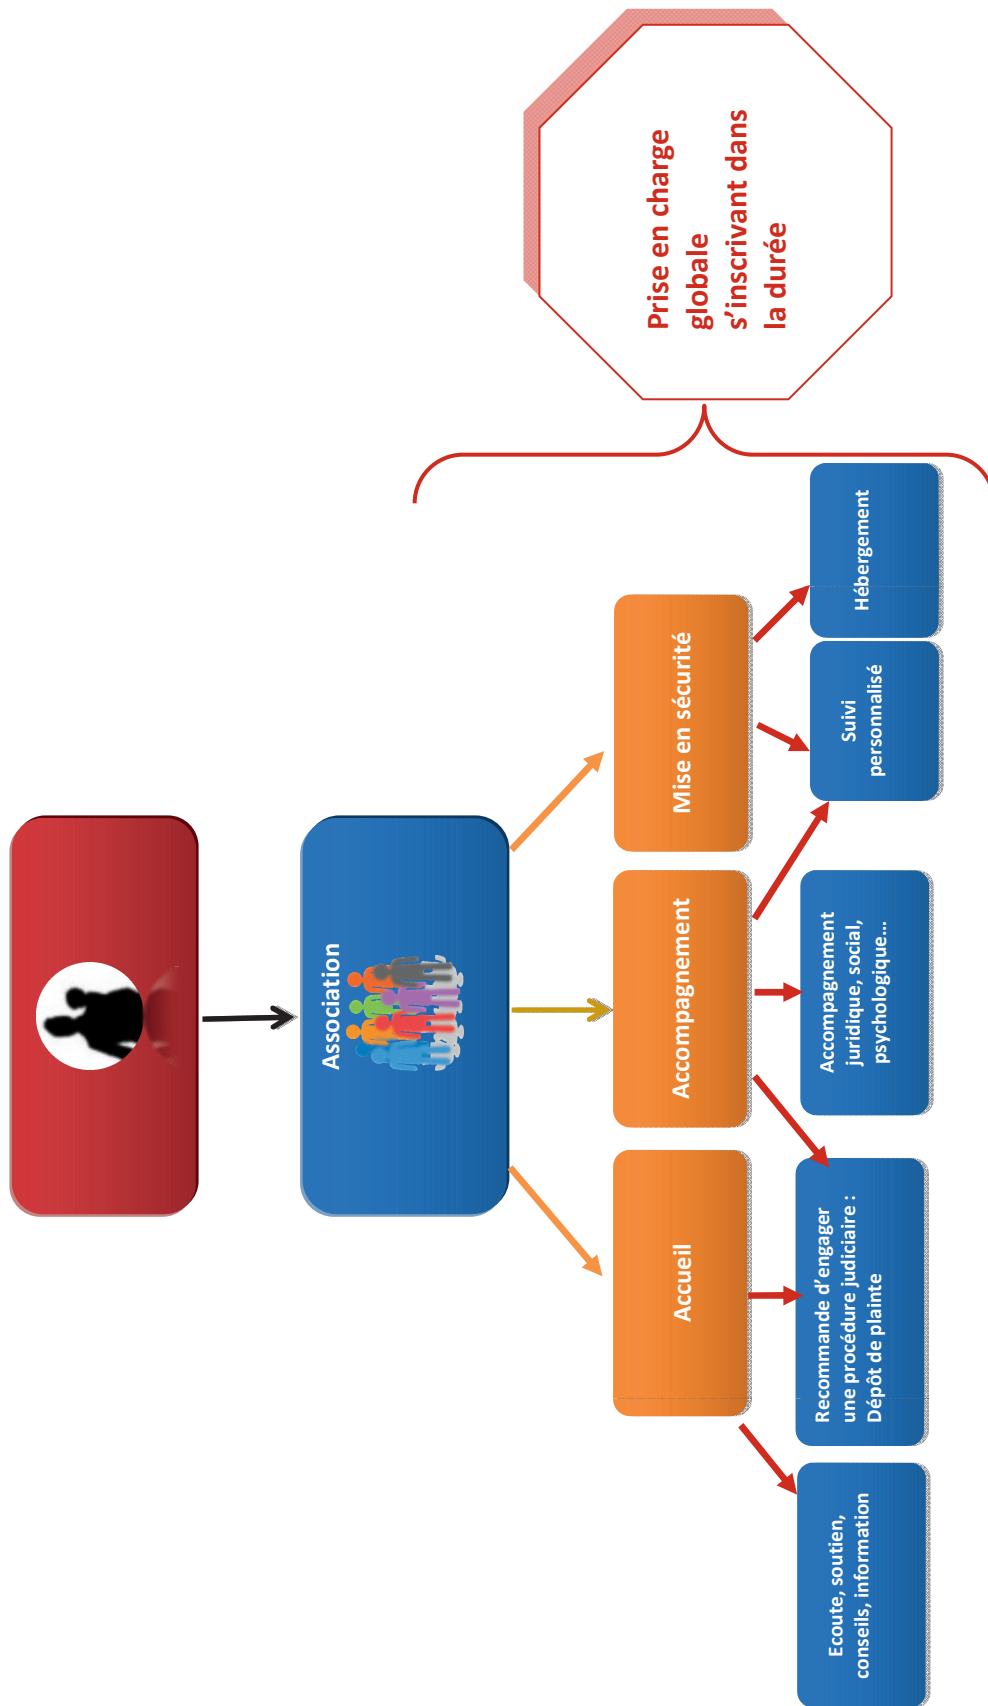 Association
Accueil
Accompagnement
Mise en sécurité
Ecoute, soutien,
conseils, information
Recommande d’engager
une procédure judiciaire :
Dépôt de plainte
Accompagnement
juridique, social,
psychologique…
Suivi
personnalisé
Hébergement
Prise en charge
globale
s’inscrivant dans
la durée